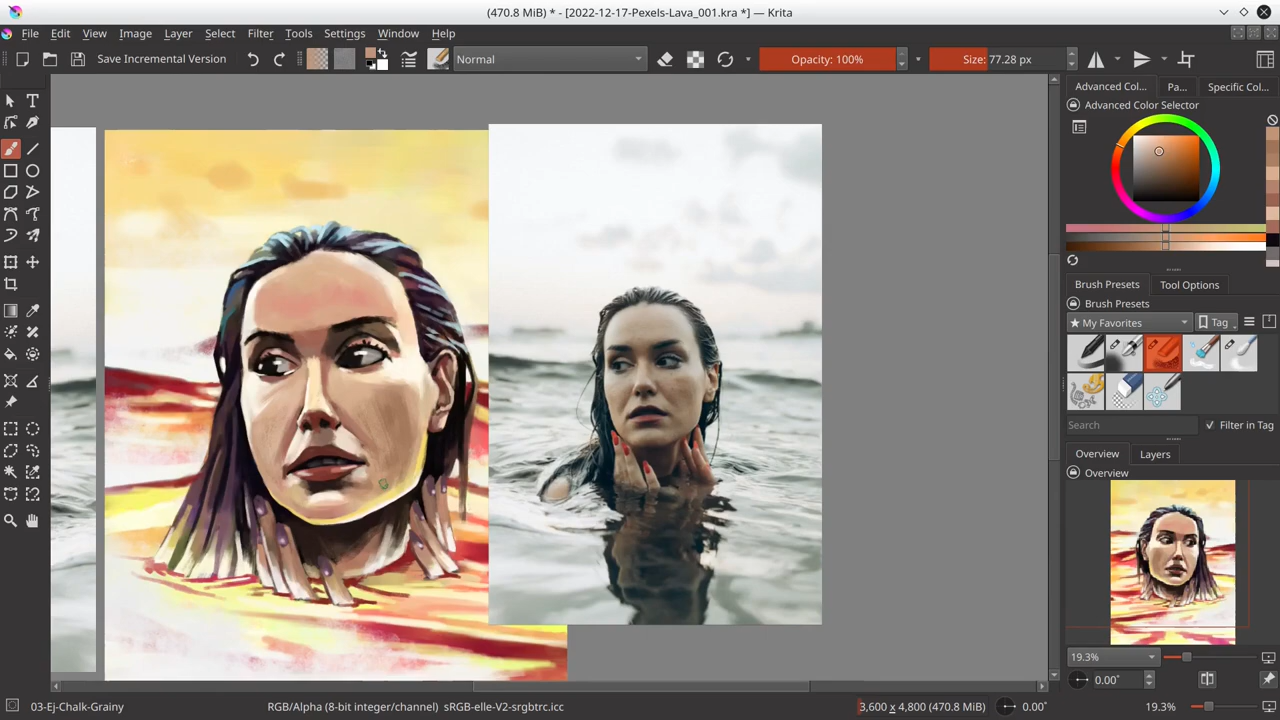 (470.8 MiB) * - [2022-12-17-Pexels-Lava_001.kra *] — Krita
File Edit View Image Layer Select Filter Tools Settings Window Help
Save Incremental Version Normal Opacity: 100% Size: 77.28 px
Advanced Col... Pa... Specific Col...
Advanced Color Selector
Brush Presets Tool Options
Brush Presets
★ My Favorites Tag
Search Filter in Tag
Overview Layers
Overview
19.3%
0.00°
03-Ej-Chalk-Grainy RGB/Alpha (8-bit integer/channel) sRGB-elle-V2-srgbtrc.icc 3,600 x 4,800 (470.8 MiB) 0.00° 19.3%